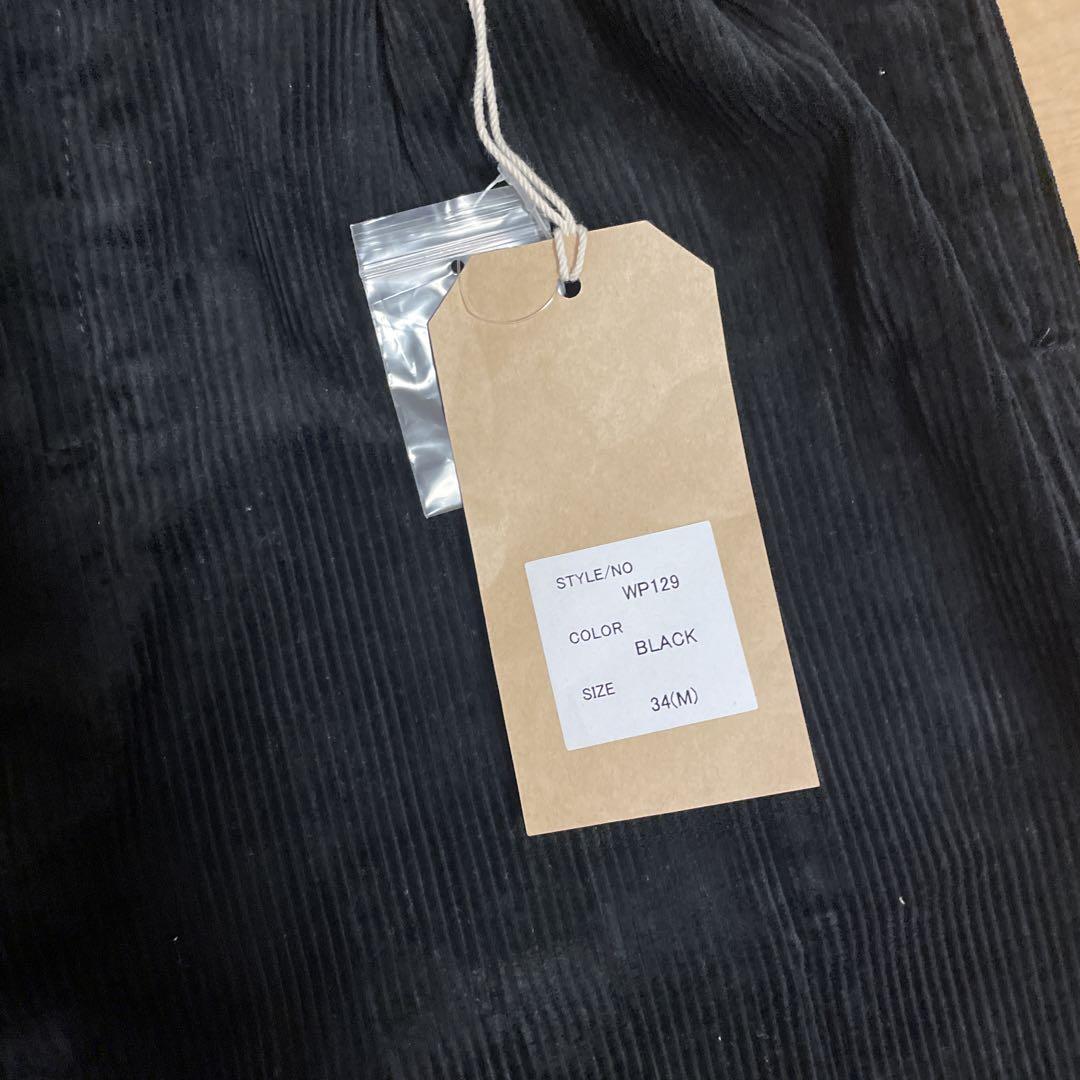 STYLE/NO
WP129
COLOR
BLACK
SIZE
34(M)